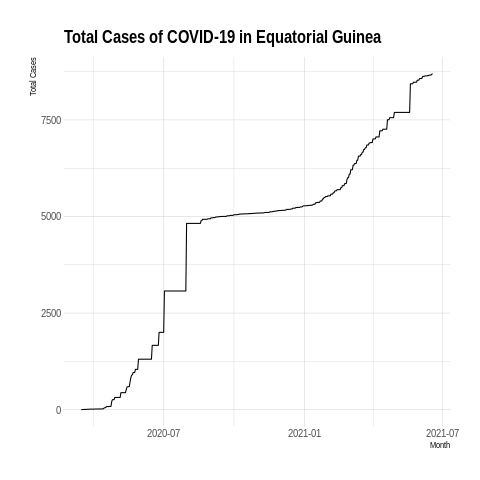 Total Cases of COVID-19 in Equatorial Guinea
Total Cases
7500
5000
2500
0
2020-07
2021-01
2021-07
Month